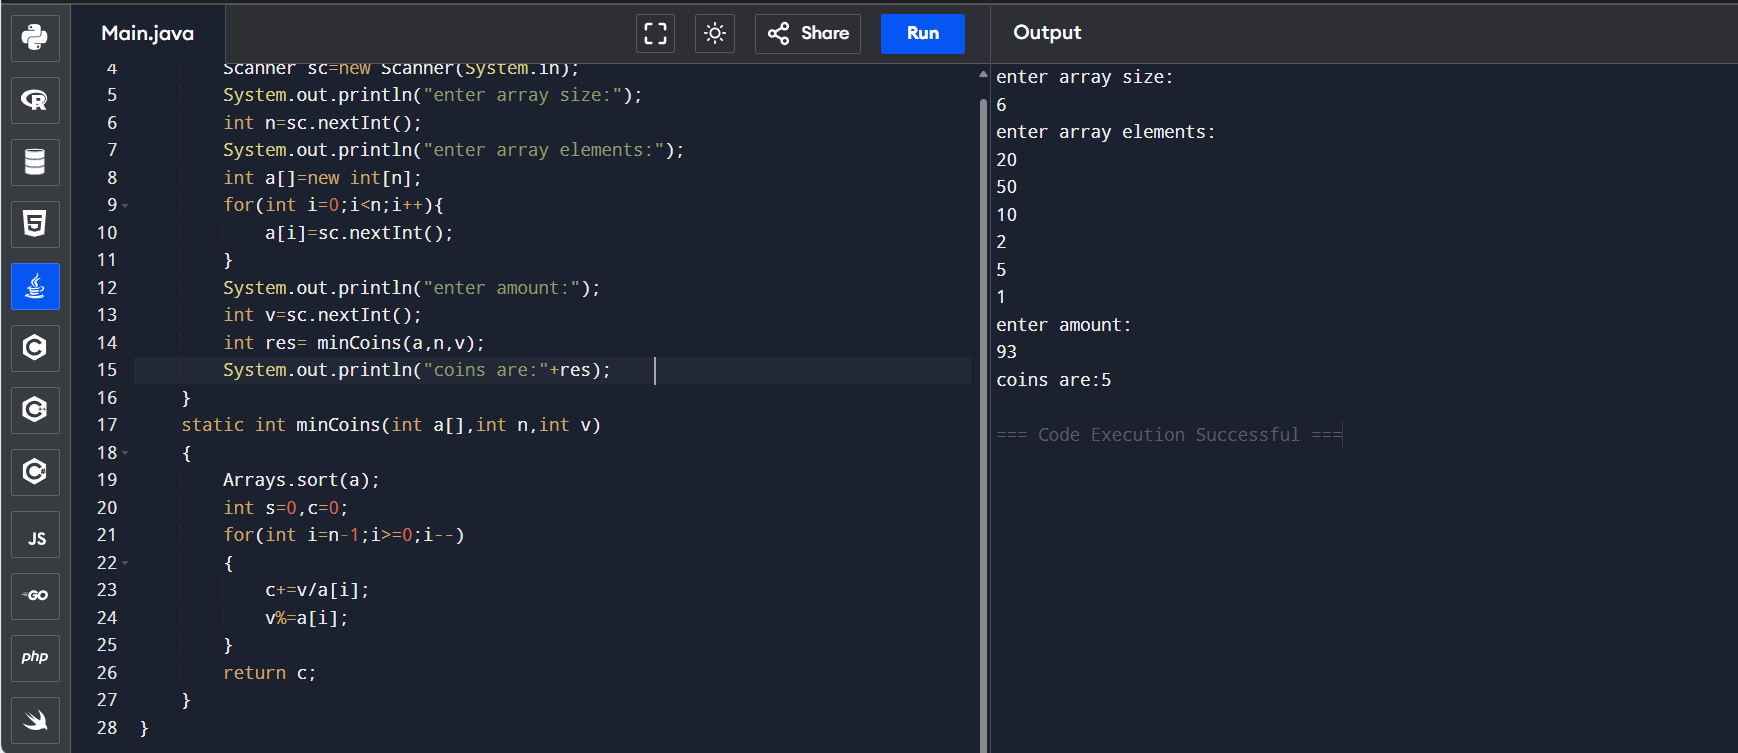 Main.java
Share
Run
Output
4 Scanner sc=new Scanner(System.in);
5 System.out.println("enter array size:");
6 int n=sc.nextInt();
7 System.out.println("enter array elements:");
8 int a[]=new int[n];
9 for(int i=0;i<n;i++){
10 a[i]=sc.nextInt();
11 }
12 System.out.println("enter amount:");
13 int v=sc.nextInt();
14 int res= minCoins(a,n,v);
15 System.out.println("coins are:"+res);
16 }
17 static int minCoins(int a[],int n,int v)
18 {
19 Arrays.sort(a);
20 int s=0,c=0;
21 for(int i=n-1;i>=0;i--)
22 {
23 c+=v/a[i];
24 v%=a[i];
25 }
26 return c;
27 }
28 }
enter array size:
6
enter array elements:
20
50
10
2
5
1
enter amount:
93
coins are:5
=== Code Execution Successful ===
R
5
C
C++
C#
JS
GO
php